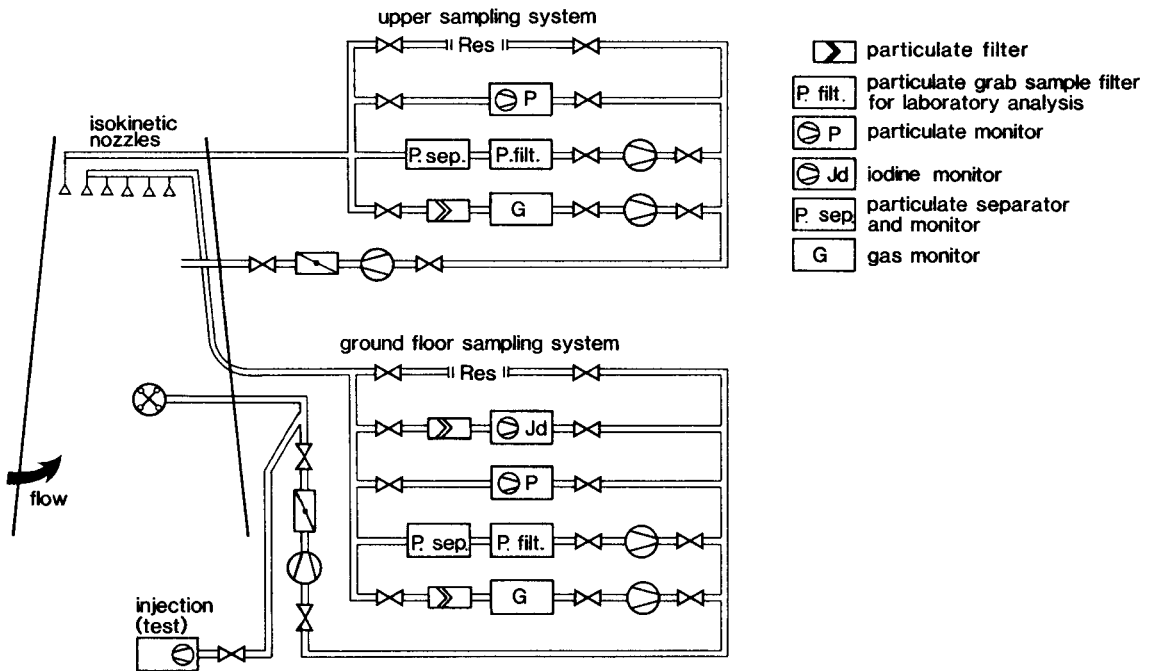 upper sampling system
Res
P
P. sep.
P. filt.
G
isokinetic
nozzles
particulate filter
P. filt.
particulate grab sample filter
for laboratory analysis
P
particulate monitor
Jd
iodine monitor
P. sep.
particulate separator
and monitor
G
gas monitor
ground floor sampling system
Res
Jd
P
P. sep.
P. filt.
G
flow
injection
(test)